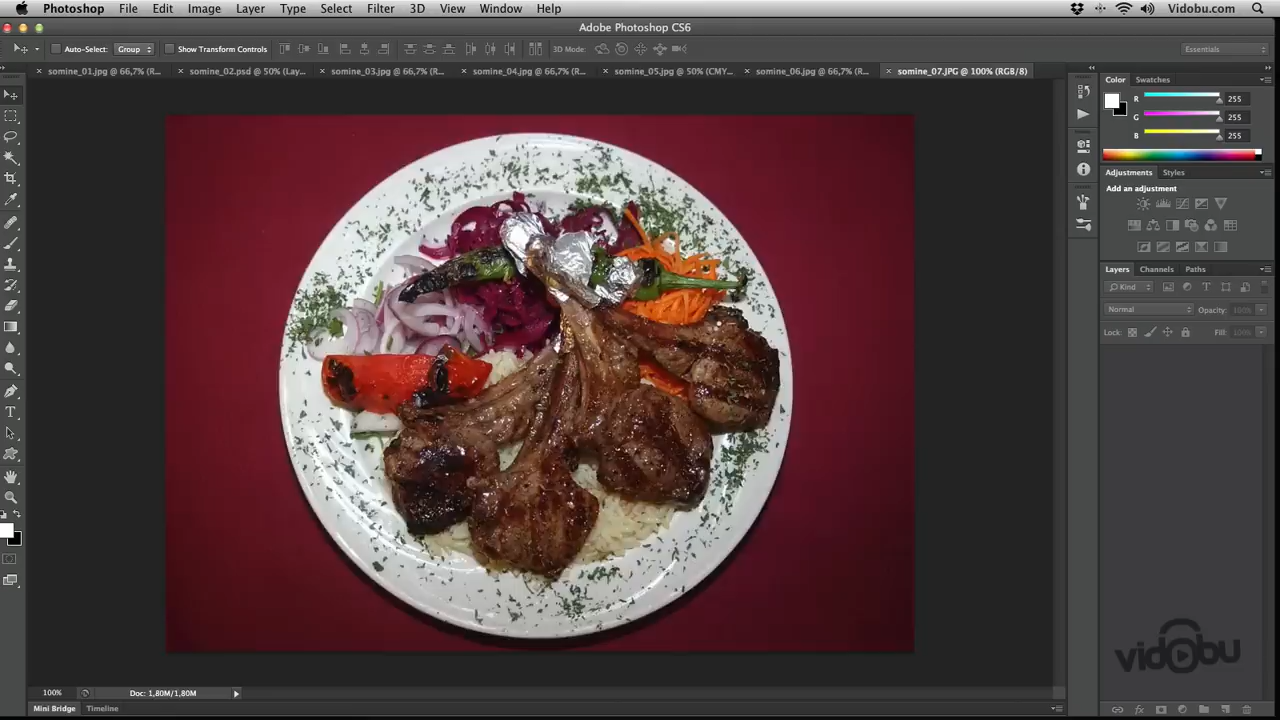 Photoshop File Edit Image Layer Type Select Filter 3D View Window Help Vidobu.com
Adobe Photoshop CS6
Auto-Select: Group Show Transform Controls 3D Mode: Essentials
somine_01.jpg @ 66,7% (R... somine_02.psd @ 50% (Lay... somine_03.jpg @ 66,7% (R... somine_04.jpg @ 66,7% (R... somine_05.jpg @ 50% (CMY... somine_06.jpg @ 66,7% (R... somine_07.JPG @ 100% (RGB/8)
Color Swatches
R 255
G 255
B 255
Adjustments Styles
Add an adjustment
Layers Channels Paths
Kind
Normal Opacity: 100%
Lock: Fill: 100%
vidobu
100% Doc: 1,80M/1,80M
Mini Bridge Timeline